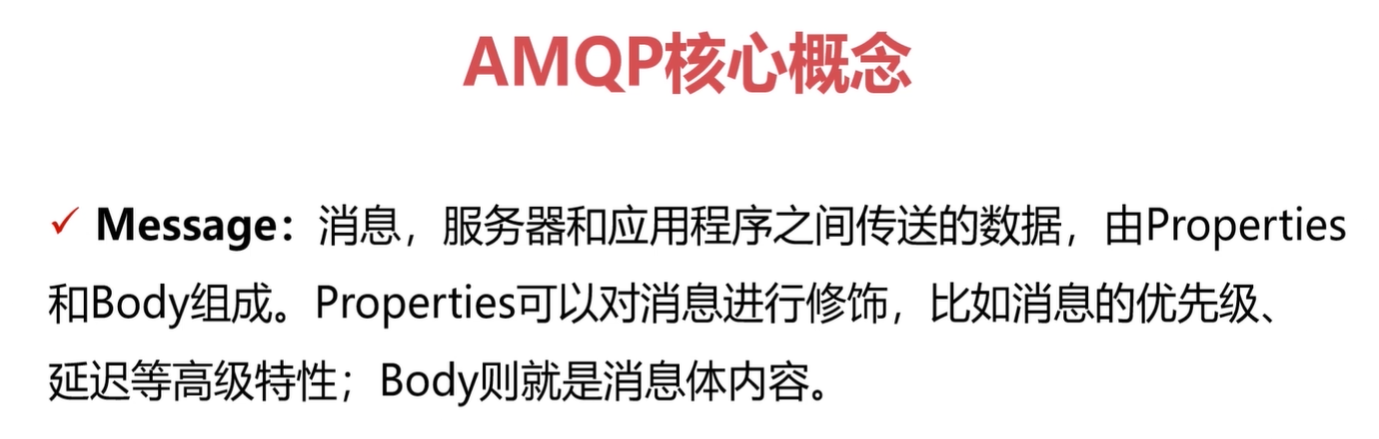 AMQP核心概念
✓ Message：消息，服务器和应用程序之间传送的数据，由Properties
和Body组成。Properties可以对消息进行修饰，比如消息的优先级、
延迟等高级特性；Body则就是消息体内容。